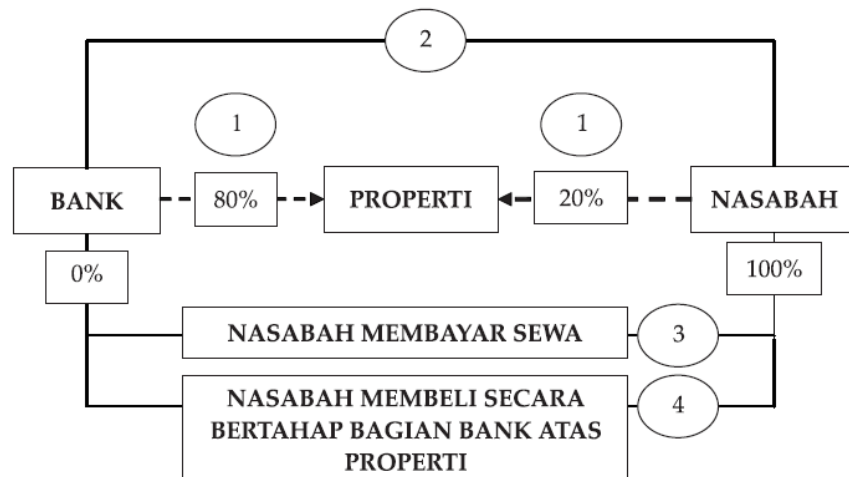 2
1
1
BANK
80%
PROPERTI
20%
NASABAH
0%
100%
NASABAH MEMBAYAR SEWA
3
NASABAH MEMBELI SECARA
BERTAHAP BAGIAN BANK ATAS
PROPERTI
4